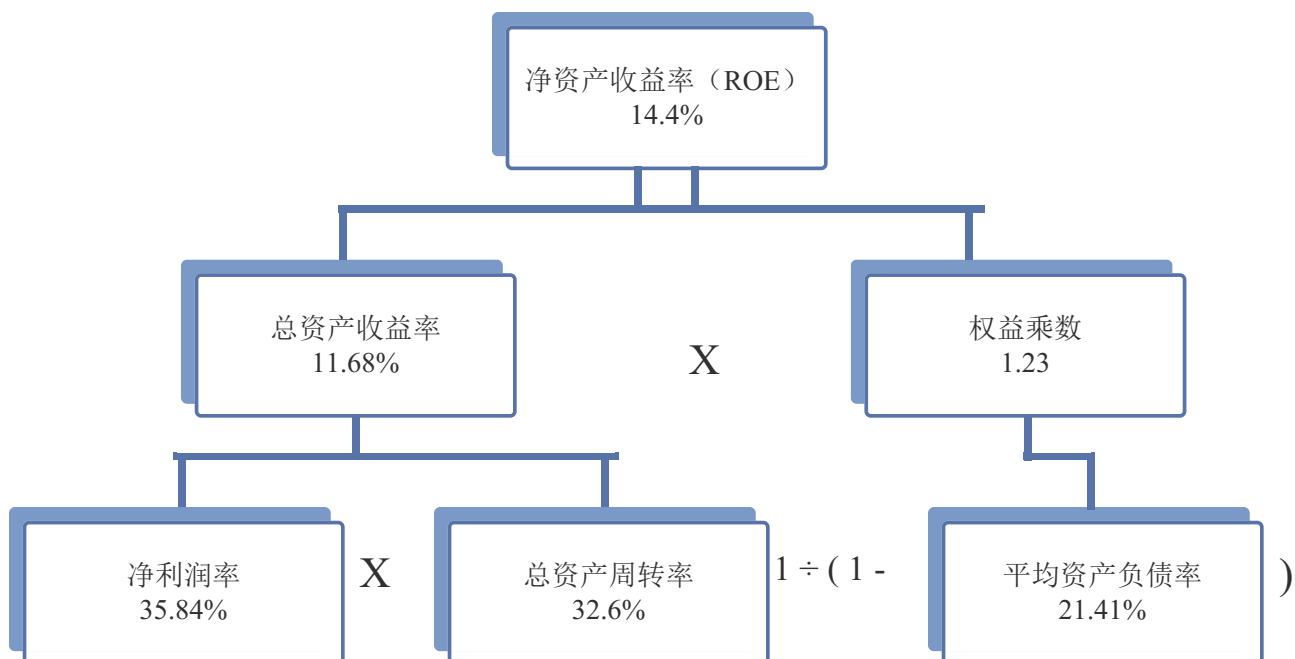 净资产收益率（ROE）
14.4%
总资产收益率
11.68%
X
权益乘数
1.23
净利润率
35.84%
X
总资产周转率
32.6%
1 ÷ ( 1 -
平均资产负债率
21.41%
)